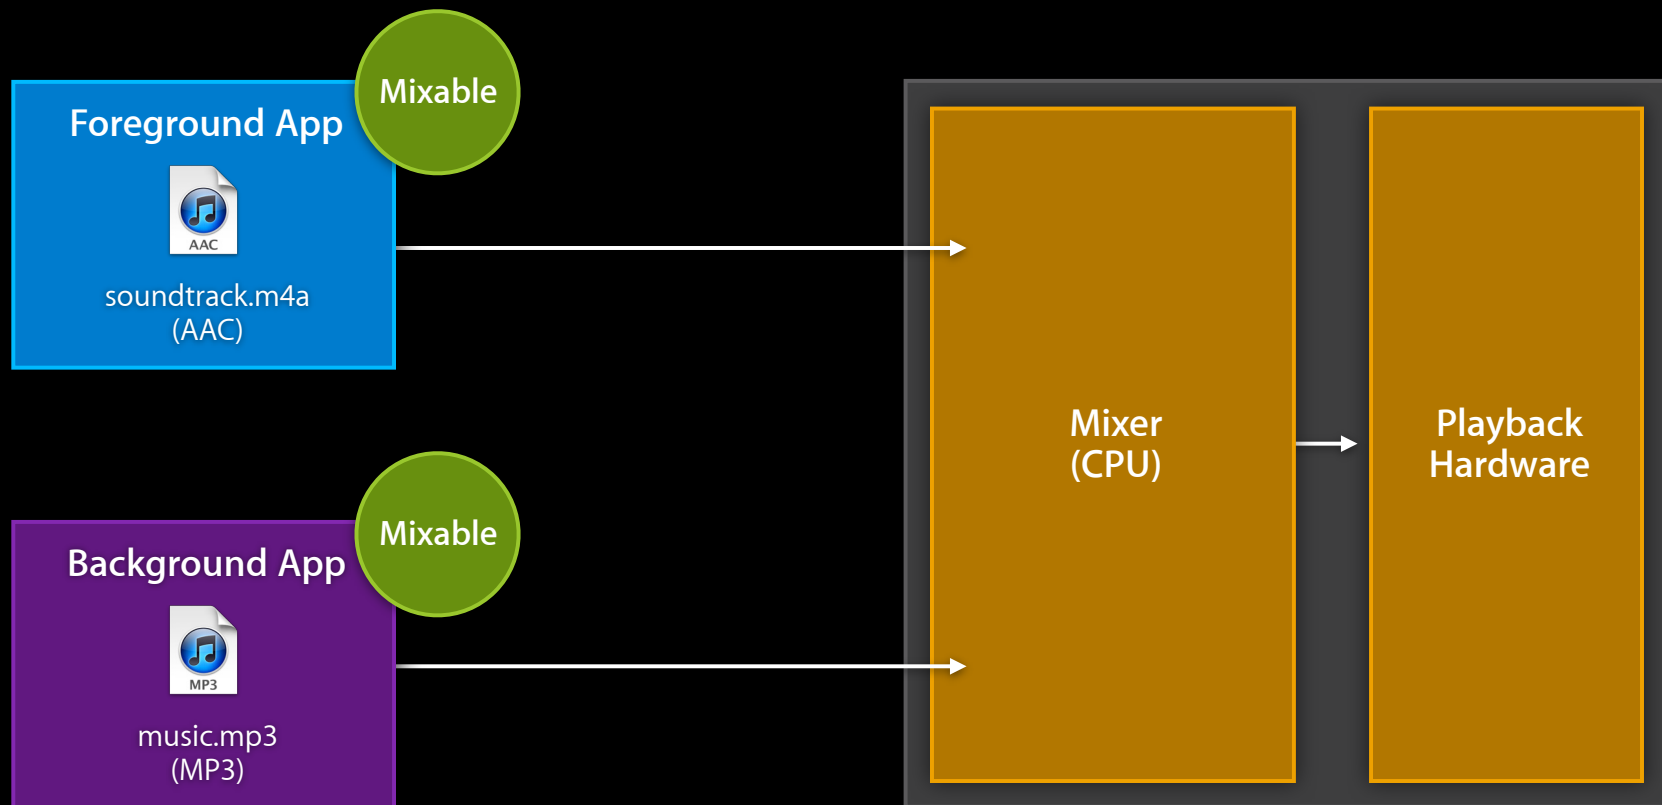 Mixable
Foreground App
AAC
soundtrack.m4a
(AAC)
Mixable
Background App
MP3
music.mp3
(MP3)
Mixer
(CPU)
Playback
Hardware